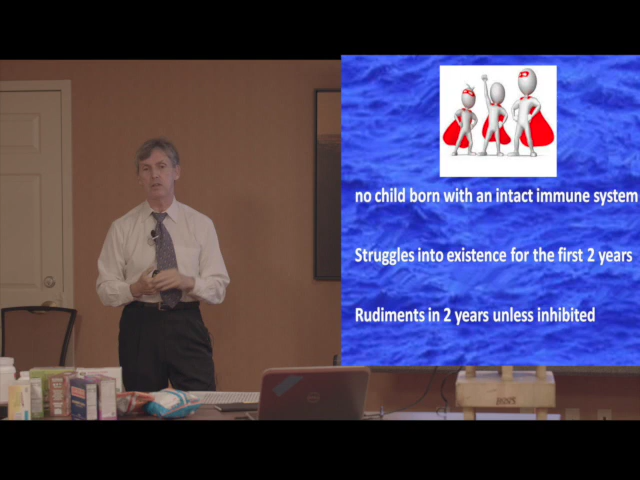 no child born with an intact immune system
Struggles into existence for the first 2 years
Rudiments in 2 years unless inhibited